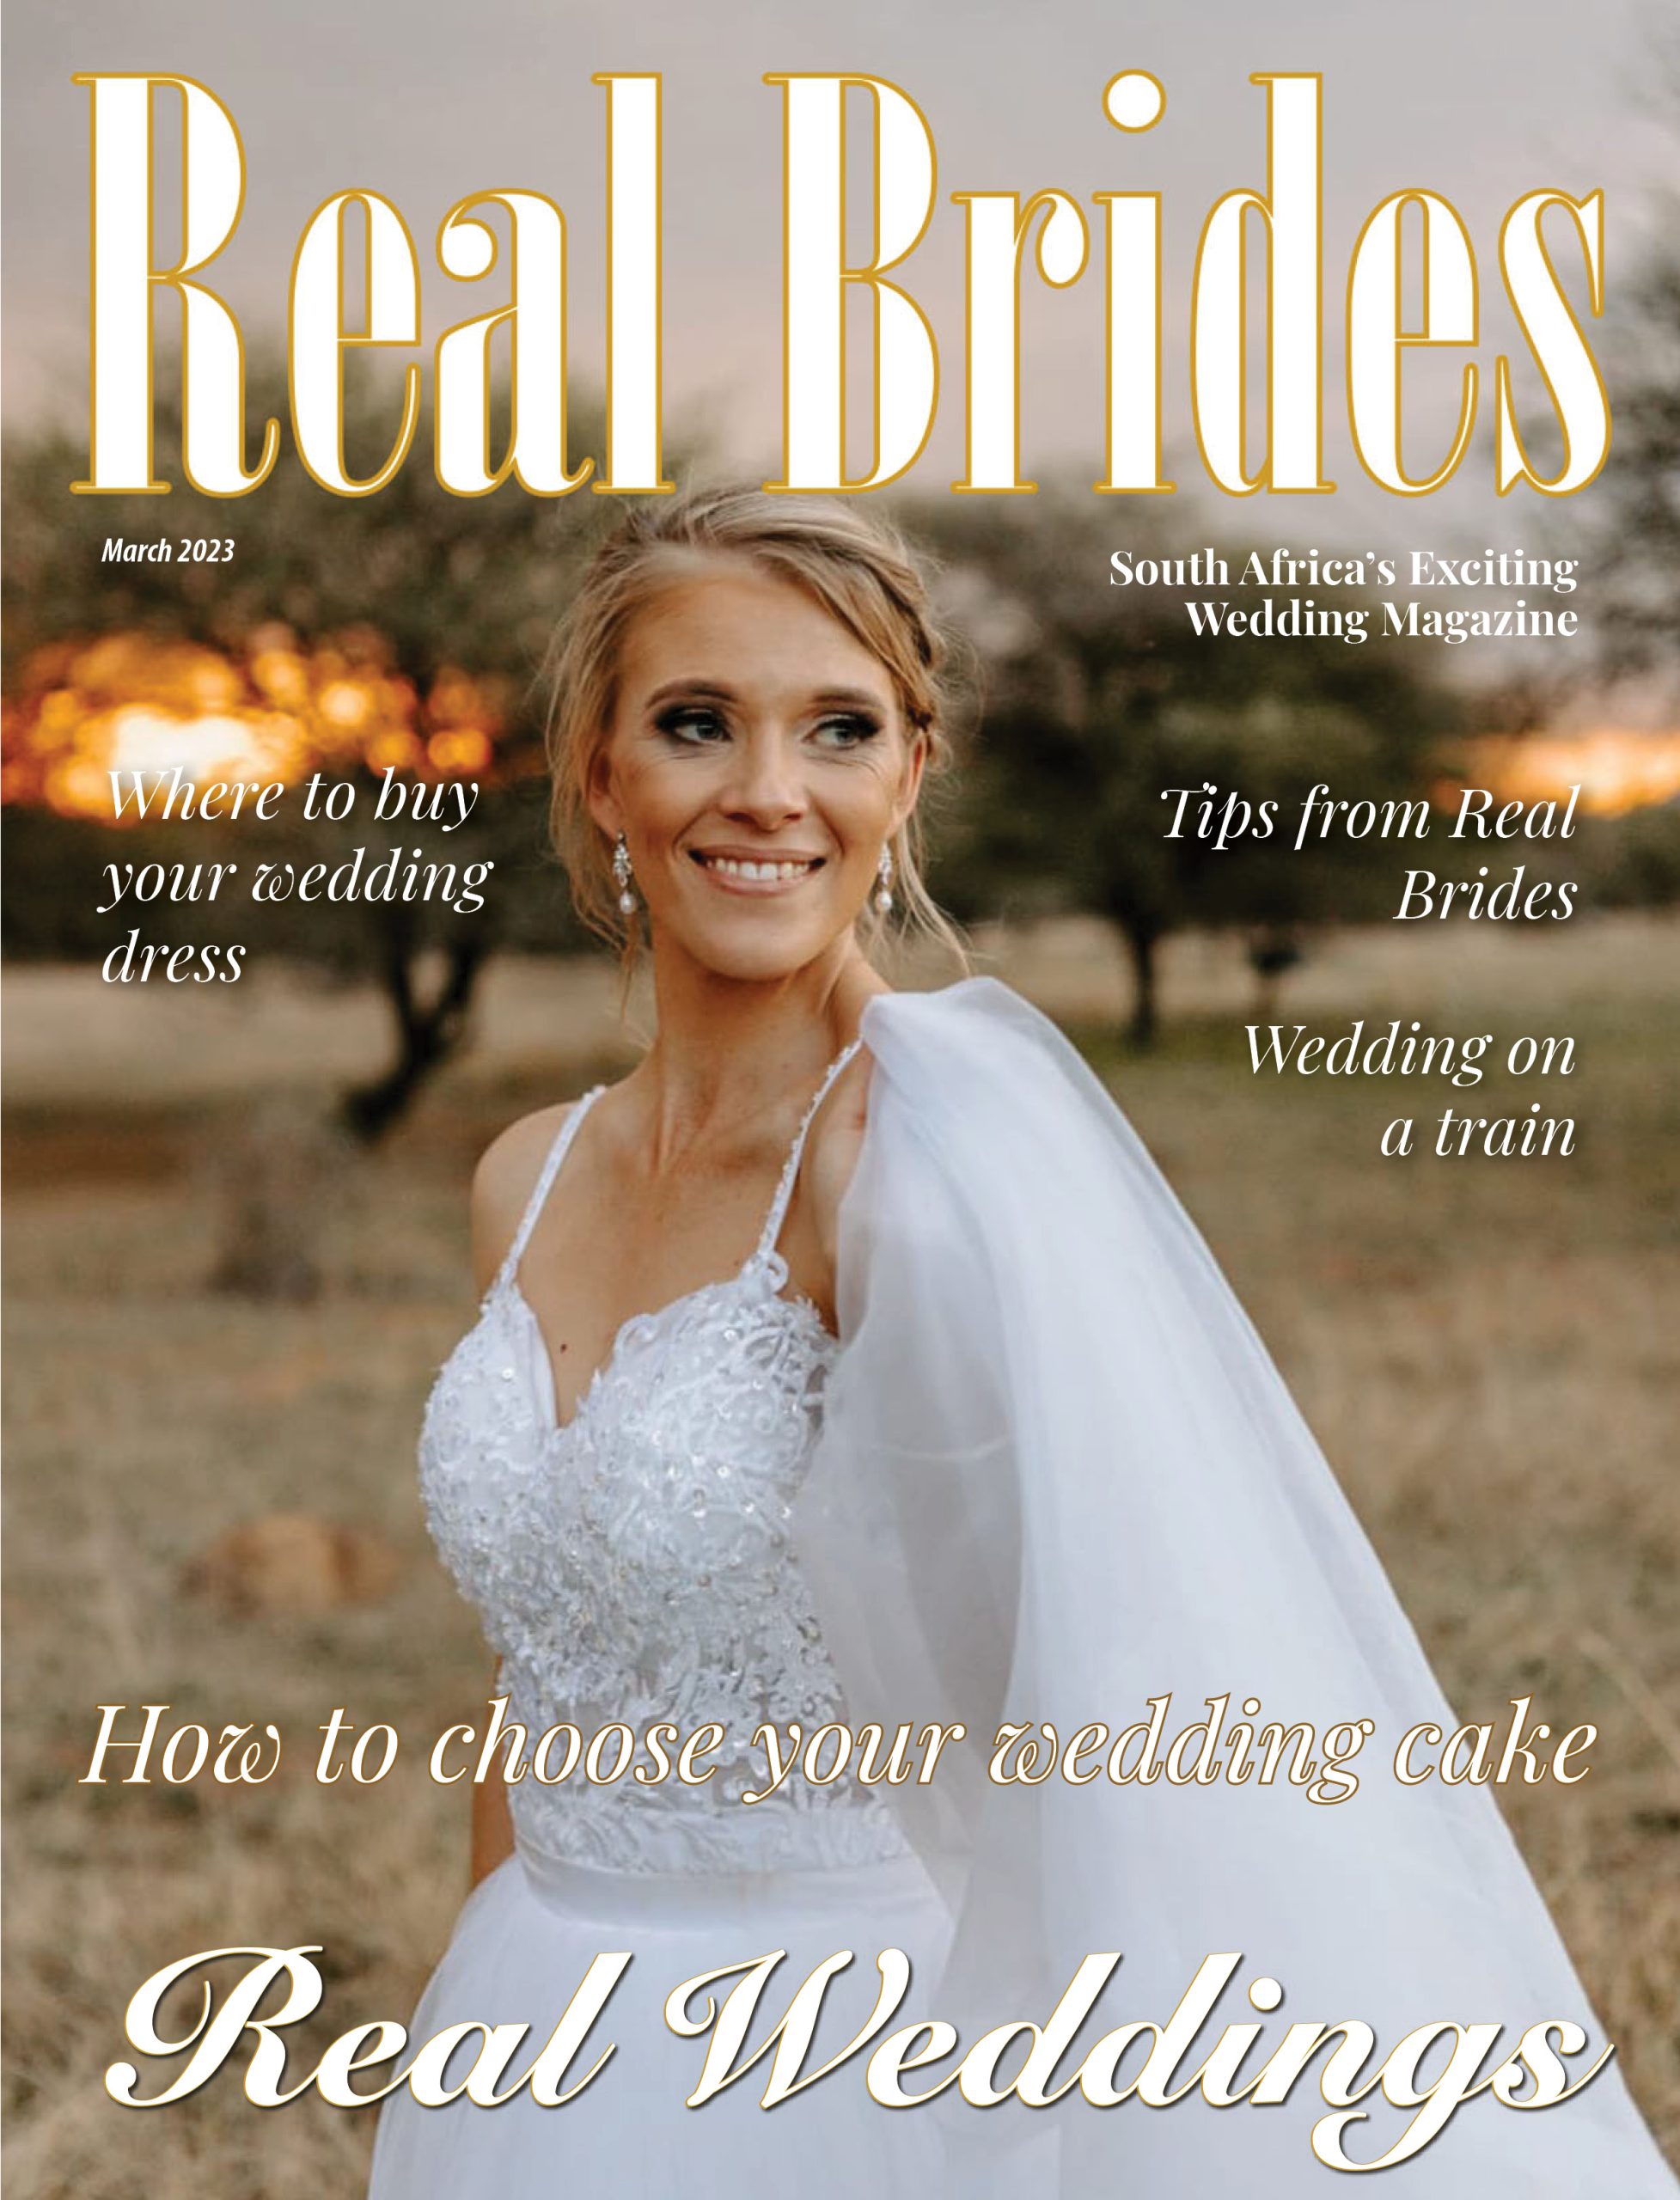 Real Brides
March 2023
South Africa's Exciting
Wedding Magazine
Where to buy
your wedding
dress
Tips from Real
Brides
Wedding on
a train
How to choose your wedding cake
Real Weddings